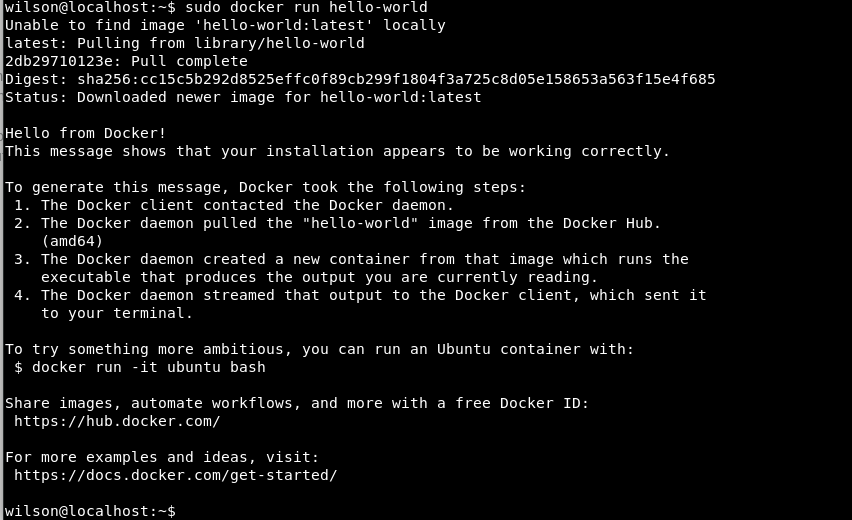 wilson@localhost:~$ sudo docker run hello-world
Unable to find image 'hello-world:latest' locally
latest: Pulling from library/hello-world
2db29710123e: Pull complete
Digest: sha256:cc15c5b292d8525effc0f89cb299f1804f3a725c8d05e158653a563f15e4f685
Status: Downloaded newer image for hello-world:latest

Hello from Docker!
This message shows that your installation appears to be working correctly.

To generate this message, Docker took the following steps:
 1. The Docker client contacted the Docker daemon.
 2. The Docker daemon pulled the "hello-world" image from the Docker Hub.
    (amd64)
 3. The Docker daemon created a new container from that image which runs the
    executable that produces the output you are currently reading.
 4. The Docker daemon streamed that output to the Docker client, which sent it
    to your terminal.

To try something more ambitious, you can run an Ubuntu container with:
 $ docker run -it ubuntu bash

Share images, automate workflows, and more with a free Docker ID:
 https://hub.docker.com/

For more examples and ideas, visit:
 https://docs.docker.com/get-started/

wilson@localhost:~$